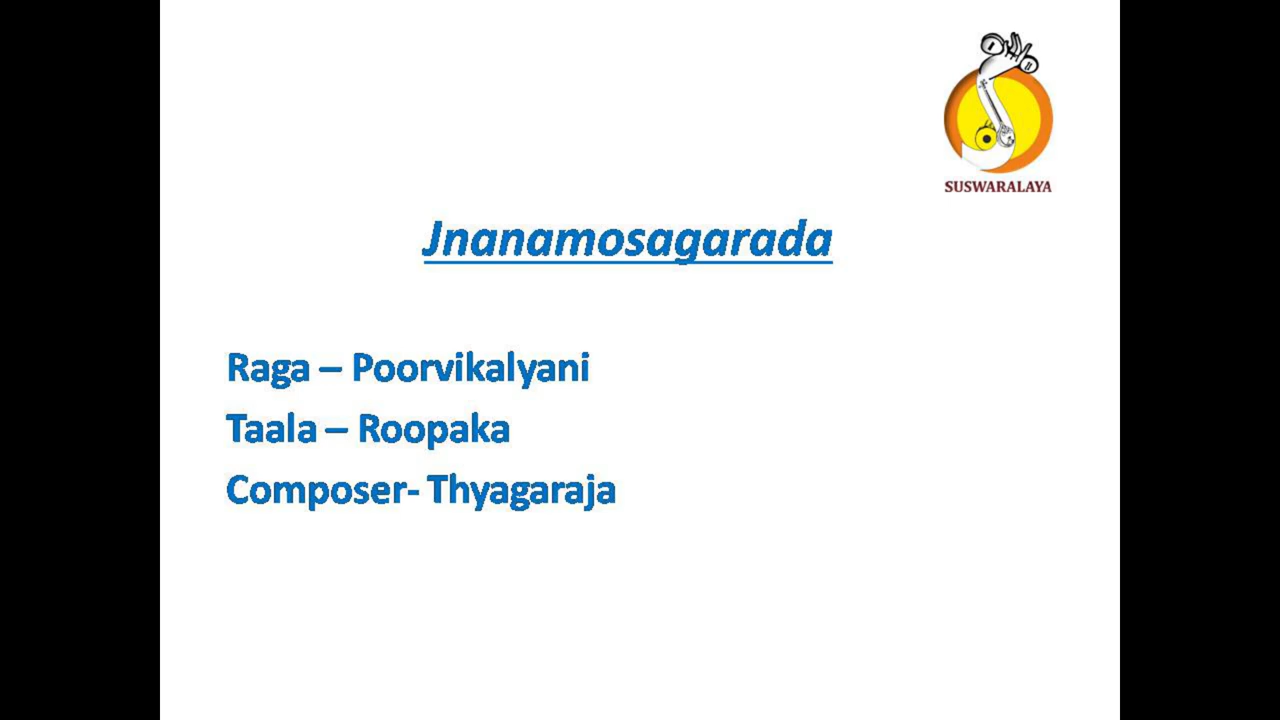 SUSWARALAYA
Jnanamosagarada
Raga – Poorvikalyani
Taala – Roopaka
Composer- Thyagaraja